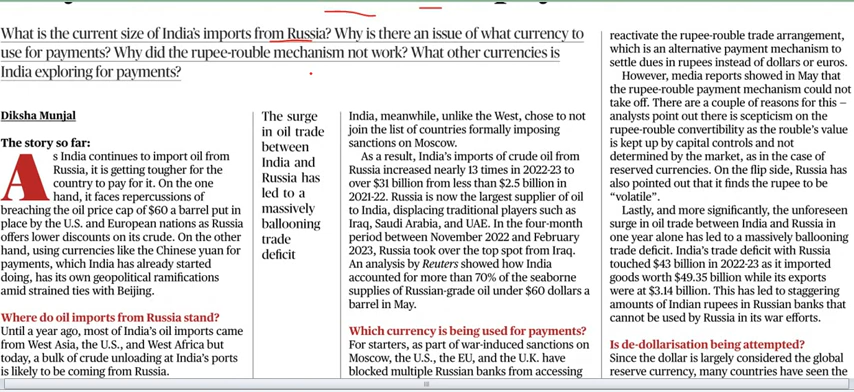 What is the current size of India's imports from Russia? Why is there an issue of what currency to
use for payments? Why did the rupee-rouble mechanism not work? What other currencies is
India exploring for payments?
Diksha Munjal
The story so far:
As India continues to import oil from
Russia, it is getting tougher for the
country to pay for it. On the one
hand, it faces repercussions of
breaching the oil price cap of $60 a barrel put in
place by the U.S. and European nations as Russia
offers lower discounts on its crude. On the other
hand, using currencies like the Chinese yuan for
payments, which India has already started
doing, has its own geopolitical ramifications
amid strained ties with Beijing.
Where do oil imports from Russia stand?
Until a year ago, most of India's oil imports came
from West Asia, the U.S., and West Africa but
today, a bulk of crude unloading at India's ports
is likely to be coming from Russia.
The surge
in oil trade
between
India and
Russia has
led to a
massively
ballooning
trade
deficit
India, meanwhile, unlike the West, chose to not
join the list of countries formally imposing
sanctions on Moscow.
As a result, India's imports of crude oil from
Russia increased nearly 13 times in 2022-23 to
over $31 billion from less than $2.5 billion in
2021-22. Russia is now the largest supplier of oil
to India, displacing traditional players such as
Iraq, Saudi Arabia, and UAE. In the four-month
period between November 2022 and February
2023, Russia took over the top spot from Iraq.
An analysis by Reuters showed how India
accounted for more than 70% of the seaborne
supplies of Russian-grade oil under $60 dollars a
barrel in May.
Which currency is being used for payments?
For starters, as part of war-induced sanctions on
Moscow, the U.S., the EU, and the U.K. have
blocked multiple Russian banks from accessing
reactivate the rupee-rouble trade arrangement,
which is an alternative payment mechanism to
settle dues in rupees instead of dollars or euros.
However, media reports showed in May that
the rupee-rouble payment mechanism could not
take off. There are a couple of reasons for this —
analysts point out there is scepticism on the
rupee-rouble convertibility as the rouble's value
is kept up by capital controls and not
determined by the market, as in the case of
reserved currencies. On the flip side, Russia has
also pointed out that it finds the rupee to be
"volatile".
Lastly, and more significantly, the unforeseen
surge in oil trade between India and Russia in
one year alone has led to a massively ballooning
trade deficit. India's trade deficit with Russia
touched $43 billion in 2022-23 as it imported
goods worth $49.35 billion while its exports
were at $3.14 billion. This has led to staggering
amounts of Indian rupees in Russian banks that
cannot be used by Russia in its war efforts.
Is de-dollarisation being attempted?
Since the dollar is largely considered the global
reserve currency, many countries have seen the